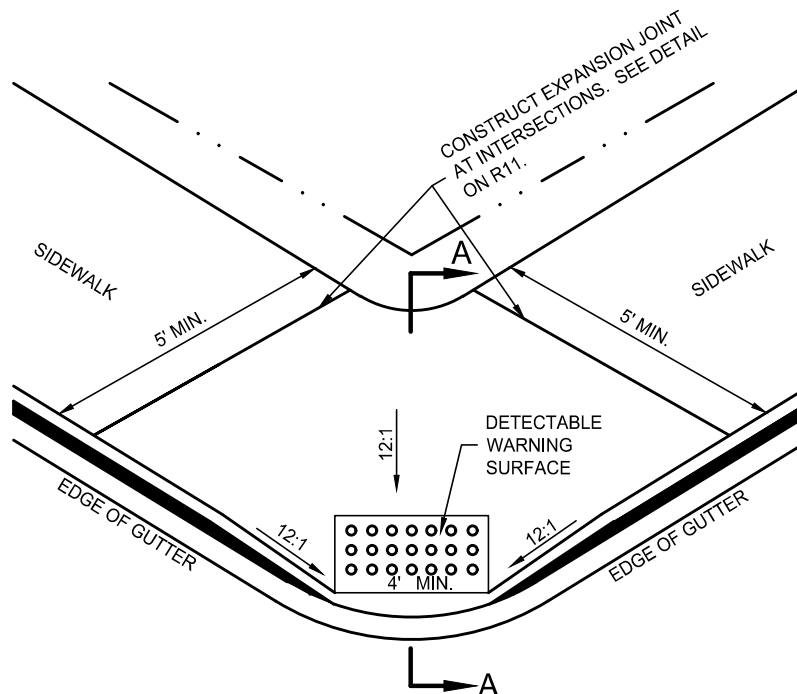 CONSTRUCT EXPANSION JOINT
AT INTERSECTIONS. SEE DETAIL
ON R11.
A
SIDEWALK
SIDEWALK
5' MIN.
5' MIN.
12:1
DETECTABLE
WARNING
SURFACE
EDGE OF GUTTER
12:1
12:1
EDGE OF GUTTER
4' MIN.
A